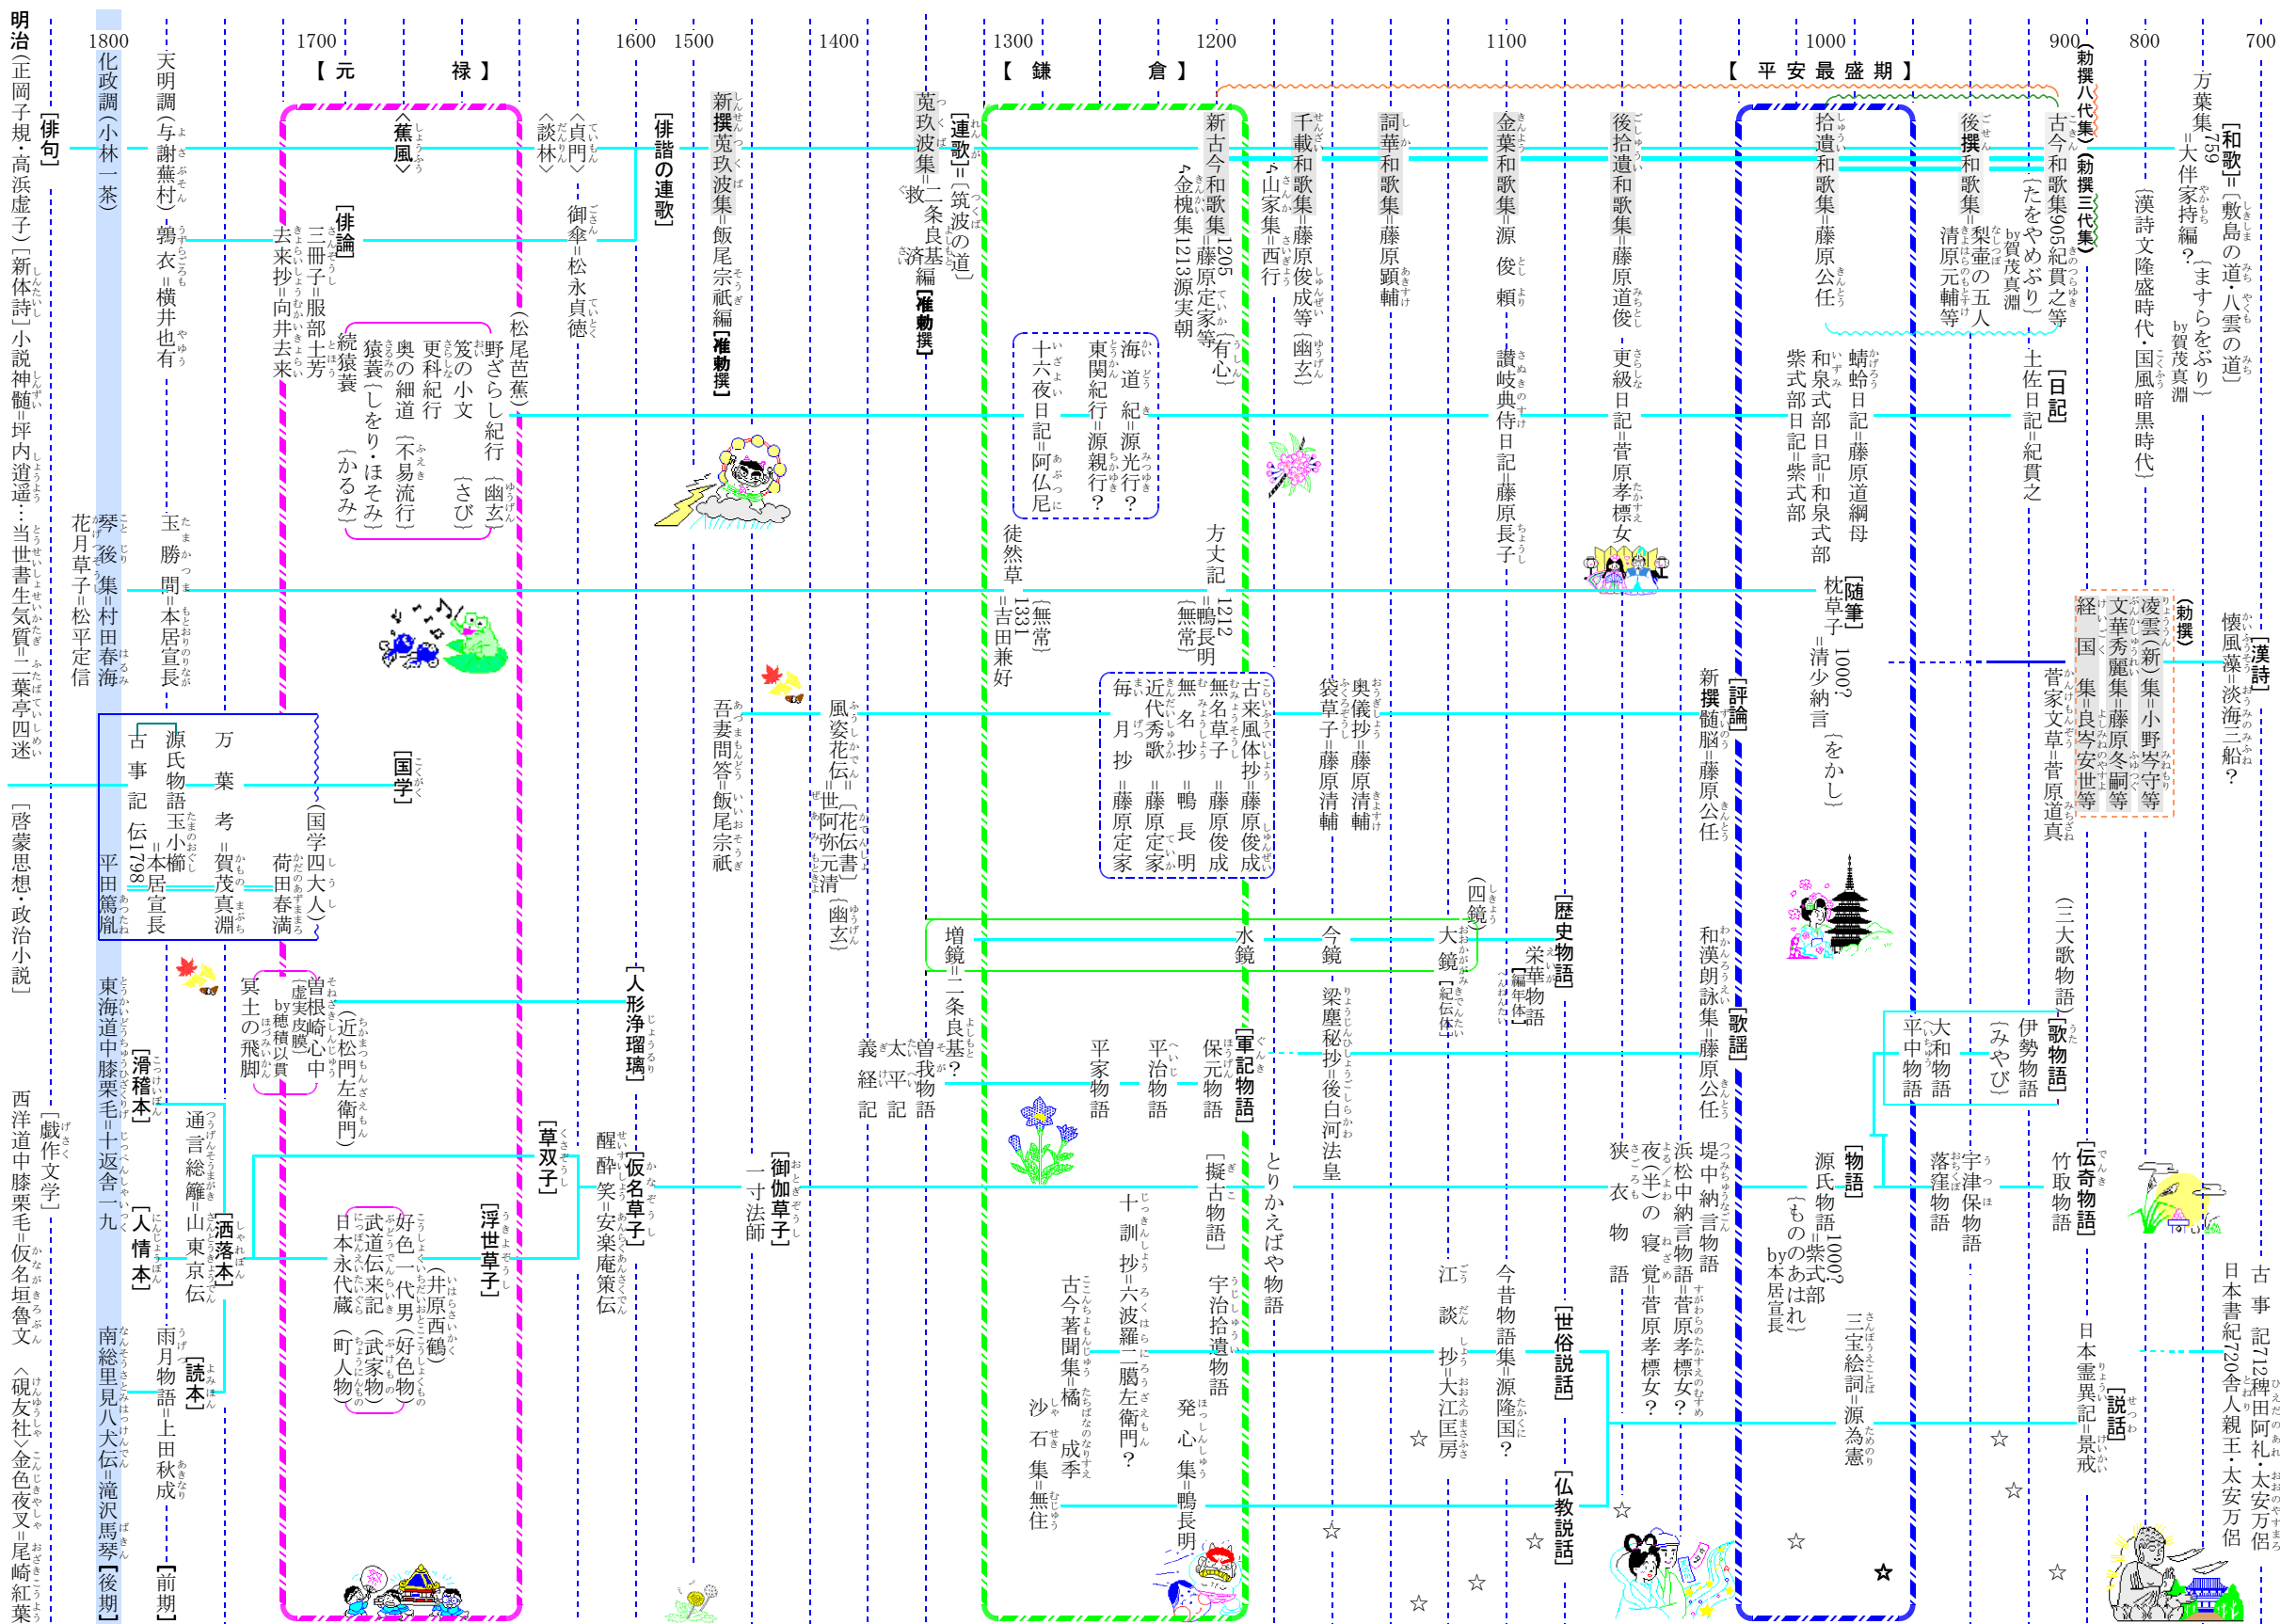 700
800
900
1000
1100
1200
1300
1400
1500
1600
1700
1800
明治
【平安最盛期】
【鎌倉】
【元禄】
[和歌]={敷島の道・八雲の道}
万葉集759=大伴家持編?{ますらをぶり}by賀茂真淵
{漢詩文隆盛時代・国風暗黒時代}
(勅撰八代集)(勅撰三代集)
古今和歌集905紀貫之等
{たをやめぶり}by賀茂真淵
後撰和歌集=梨壷の五人
清原元輔等
拾遺和歌集=藤原公任
後拾遺和歌集=藤原道俊
金葉和歌集=源俊頼
詞華和歌集=藤原顕輔
千載和歌集=藤原俊成等{幽玄}
♪山家集=西行
新古今和歌集1205=藤原定家等{有心}
♪金槐集1213源実朝
[連歌]={筑波の道}
菟玖波集=二条良基・救済編[准勅撰]
新撰菟玖波集=飯尾宗祇編[准勅撰]
[俳諧の連歌]
<貞門>
<談林>
御傘=松永貞徳
<蕉風>
[俳論]
三冊子=服部土芳
去来抄=向井去来
天明調(与謝蕪村)
鶉衣=横井也有
化政調(小林一茶)
[俳句]
(正岡子規・高浜虚子)[新体詩]小説神髄=坪内逍遥…当世書生気質=二葉亭四迷
[啓蒙思想・政治小説]
[日記]
土佐日記=紀貫之
蜻蛉日記=藤原道綱母
和泉式部日記=和泉式部
紫式部日記=紫式部
更級日記=菅原孝標女
讃岐典侍日記=藤原長子
海道紀=源光行?
東関紀行=源親行?
十六夜日記=阿仏尼
(松尾芭蕉)
野ざらし紀行{幽玄}
笈の小文{さび}
更科紀行
奥の細道{不易流行}
猿蓑{しをり・ほそみ}
続猿蓑{かるみ}
[随筆]
枕草子1000?=清少納言{をかし}
方丈記1212=鴨長明{無常}
徒然草1331=吉田兼好{無常}
玉勝間=本居宣長
琴後集=村田春海
花月草子=松平定信
[漢詩]
懐風藻=淡海三船?
(勅撰)
凌雲(新)集=小野岑守等
文華秀麗集=藤原冬嗣等
経国集=良岑安世等
菅家文草=菅原道真
[評論]
新撰髄脳=藤原公任
奥儀抄=藤原清輔
袋草子=藤原清輔
古来風体抄=藤原俊成
無名草子=藤原俊成
無名抄=鴨長明
近代秀歌=藤原定家
毎月抄=藤原定家
風姿花伝={花伝書}
世阿弥元清{幽玄}
吾妻問答=飯尾宗祇
[国学]
(国学四大人)
荷田春満
万葉考=賀茂真淵
源氏物語玉小櫛
古事記伝1798=本居宣長
平田篤胤
[歴史物語]
栄華物語[編年体]
(四鏡)
大鏡[紀伝体]
今鏡
水鏡
増鏡=二条良基?
[歌謡]
和漢朗詠集=藤原公任
梁塵秘抄=後白河法皇
[軍記物語]
保元物語
平治物語
平家物語
曽我物語
太平記
義経記
[人形浄瑠璃]
(近松門左衛門)
曽根崎心中
{虚実皮膜}by穂積以貫
冥土の飛脚
(三大歌物語)
[歌物語]
伊勢物語{みやび}
大和物語
平中物語
[伝奇物語]
竹取物語
宇津保物語
落窪物語
[物語]
源氏物語1000?=紫式部
{もののあはれ}by本居宣長
堤中納言物語
浜松中納言物語=菅原孝標女?
夜(半)の寝覚=菅原孝標女?
狭衣物語
とりかえばや物語
[擬古物語]
[御伽草子]
一寸法師
[仮名草子]
醒酔笑=安楽庵策伝
[草双子]
[浮世草子]
(井原西鶴)
好色一代男(好色物)
武道伝来記(武家物)
日本永代蔵(町人物)
[洒落本]
通言総籬=山東京伝
[滑稽本]
東海道中膝栗毛=十返舎一九
[人情本]
[読本]
雨月物語=上田秋成
南総里見八犬伝=滝沢馬琴
[前期]
[後期]
[戯作文学]
西洋道中膝栗毛=仮名垣魯文
<硯友社>金色夜叉=尾崎紅葉
古事記712稗田阿礼・太安万侶
日本書紀720舎人親王・太安万侶
[説話]
日本霊異記=景戒
三宝絵詞=源為憲
[世俗説話]
今昔物語集=源隆国?
江談抄=大江匡房
宇治拾遺物語
十訓抄=六波羅二臈左衛門?
古今著聞集=橘成季
[仏教説話]
発心集=鴨長明
沙石集=無住